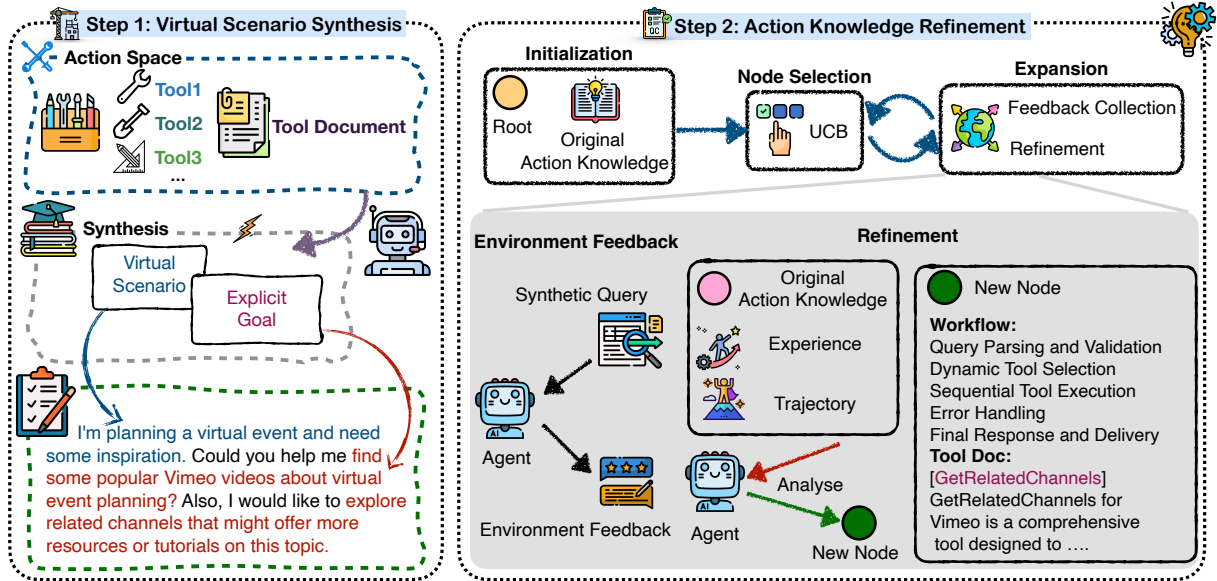 Step 1: Virtual Scenario Synthesis
Action Space
Tool1
Tool2
Tool3
...
Tool Document
Synthesis
Virtual
Scenario
Explicit
Goal
I'm planning a virtual event and need
some inspiration. Could you help me find
some popular Vimeo videos about virtual
event planning? Also, I would like to explore
related channels that might offer more
resources or tutorials on this topic.
QC
Step 2: Action Knowledge Refinement
Initialization
Root
Original
Action Knowledge
Node Selection
UCB
Expansion
Feedback Collection
Refinement
Environment Feedback
Synthetic Query
AI
Agent
Environment Feedback
Refinement
Original
Action Knowledge
Experience
Trajectory
AI
Agent
Analyse
New Node
New Node
Workflow:
Query Parsing and Validation
Dynamic Tool Selection
Sequential Tool Execution
Error Handling
Final Response and Delivery
Tool Doc:
[GetRelatedChannels]
GetRelatedChannels for
Vimeo is a comprehensive
tool designed to ....